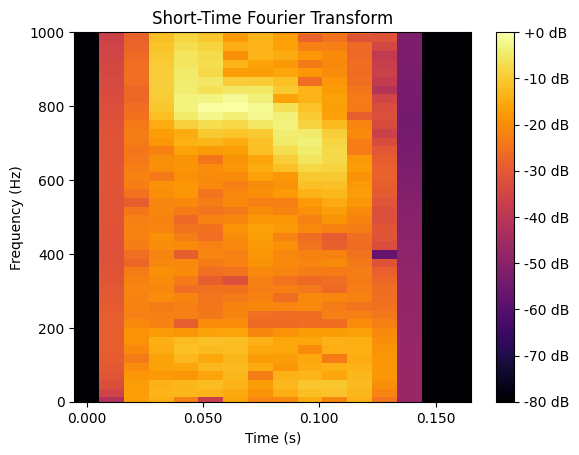 Short-Time Fourier Transform
Frequency (Hz)
1000
800
600
400
200
0
0.000
0.050
0.100
0.150
Time (s)
+0 dB
-10 dB
-20 dB
-30 dB
-40 dB
-50 dB
-60 dB
-70 dB
-80 dB